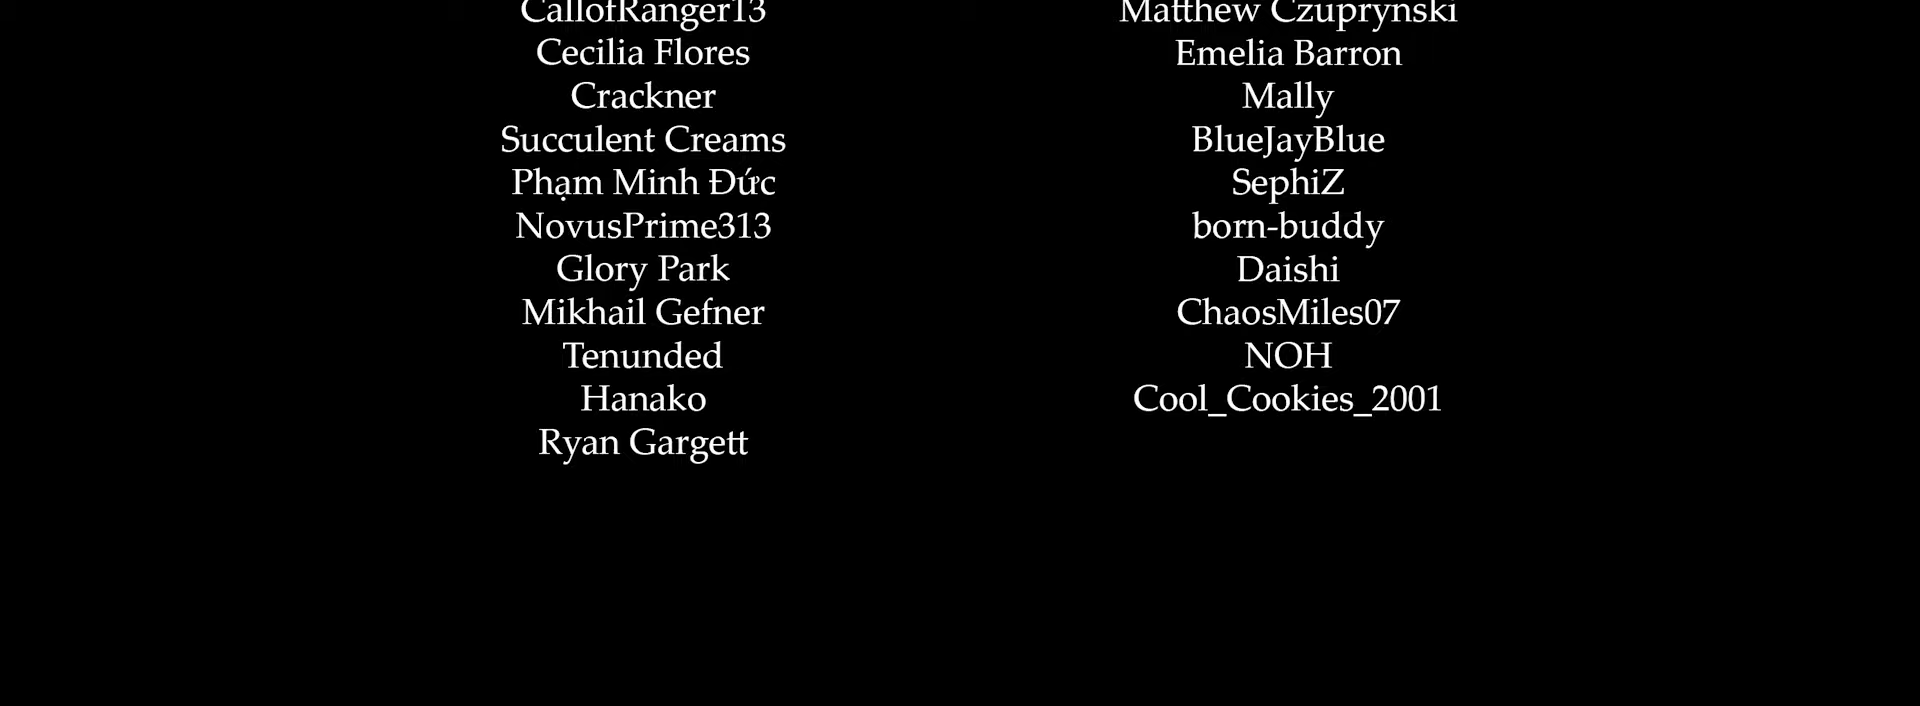 CallofRanger13
Cecilia Flores
Crackner
Succulent Creams
Phạm Minh Đức
NovusPrime313
Glory Park
Mikhail Gefner
Tenunded
Hanako
Ryan Gargett
Matthew Czuprynski
Emelia Barron
Mally
BlueJayBlue
SephiZ
born-buddy
Daishi
ChaosMiles07
NOH
Cool_Cookies_2001